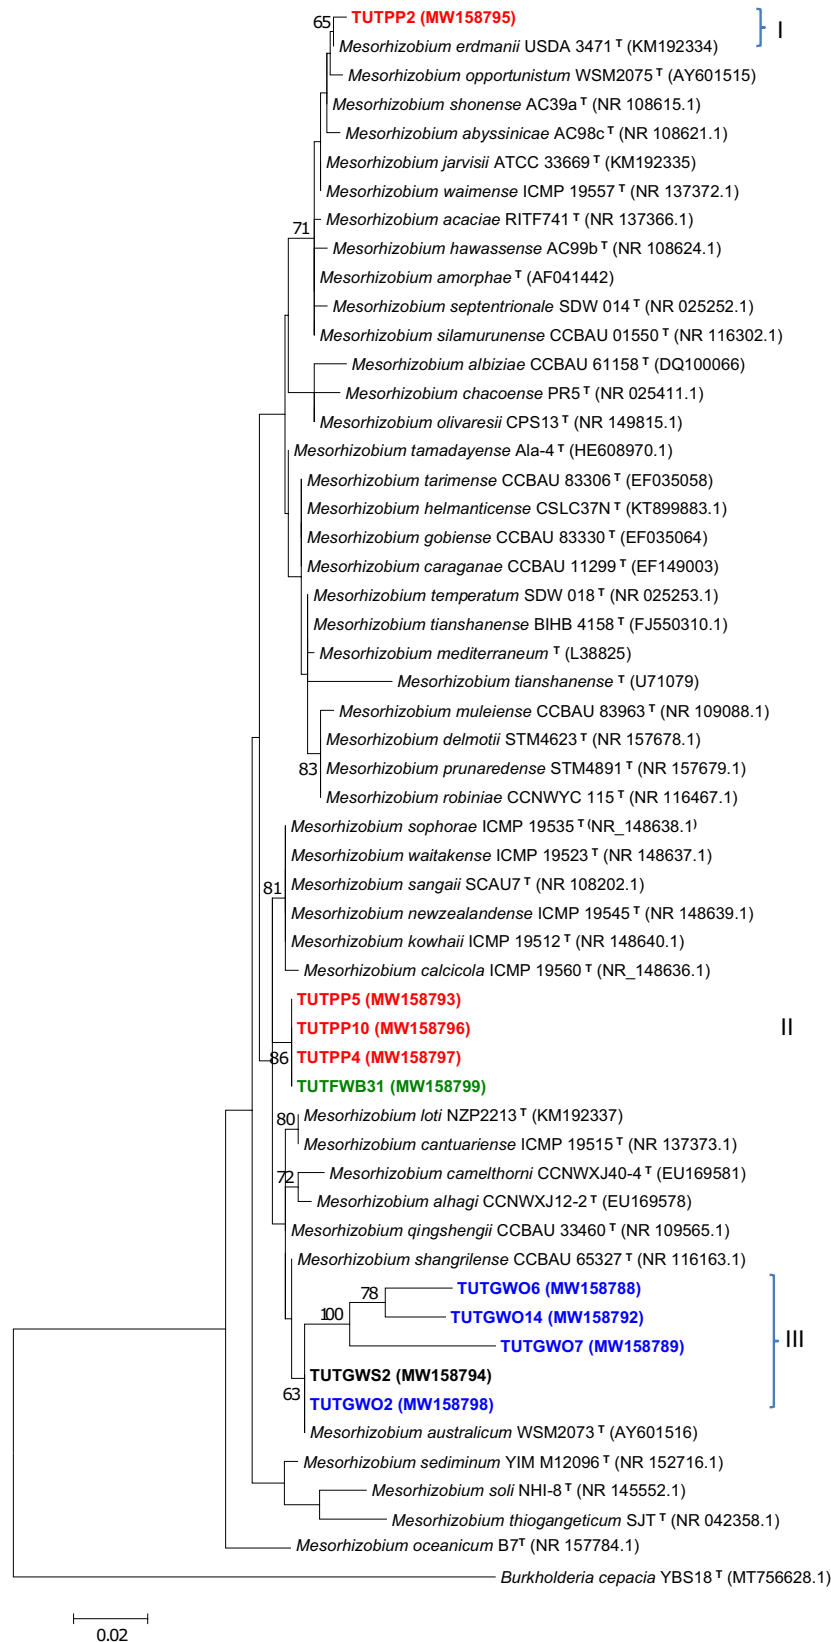 65
TUTPP2 (MW158795)
I
Mesorhizobium erdmanii USDA 3471 T (KM192334)
Mesorhizobium opportunistum WSM2075 T (AY601515)
Mesorhizobium shonense AC39a T (NR 108615.1)
Mesorhizobium abyssinicae AC98c T (NR 108621.1)
Mesorhizobium jarvisii ATCC 33669 T (KM192335)
Mesorhizobium waimense ICMP 19557 T (NR 137372.1)
Mesorhizobium acaciae RITF741 T (NR 137366.1)
71
Mesorhizobium hawassense AC99b T (NR 108624.1)
Mesorhizobium amorphae T (AF041442)
Mesorhizobium septentrionale SDW 014 T (NR 025252.1)
Mesorhizobium silamurunense CCBAU 01550 T (NR 116302.1)
Mesorhizobium albiziae CCBAU 61158 T (DQ100066)
Mesorhizobium chacoense PR5 T (NR 025411.1)
Mesorhizobium olivaresii CPS13 T (NR 149815.1)
Mesorhizobium tamadayense Ala-4 T (HE608970.1)
Mesorhizobium tarimense CCBAU 83306 T (EF035058)
Mesorhizobium helmanticense CSLC37N T (KT899883.1)
Mesorhizobium gobiense CCBAU 83330 T (EF035064)
Mesorhizobium caraganae CCBAU 11299 T (EF149003)
Mesorhizobium temperatum SDW 018 T (NR 025253.1)
Mesorhizobium tianshanense BIHB 4158 T (FJ550310.1)
Mesorhizobium mediterraneum T (L38825)
Mesorhizobium tianshanense T (U71079)
Mesorhizobium muleiense CCBAU 83963 T (NR 109088.1)
Mesorhizobium delmotii STM4623 T (NR 157678.1)
83
Mesorhizobium prunaredense STM4891 T (NR 157679.1)
Mesorhizobium robiniae CCNWYC 115 T (NR 116467.1)
Mesorhizobium sophorae ICMP 19535 T (NR_148638.1)
Mesorhizobium waitakense ICMP 19523 T (NR 148637.1)
81
Mesorhizobium sangaii SCAU7 T (NR 108202.1)
Mesorhizobium newzealandense ICMP 19545 T (NR 148639.1)
Mesorhizobium kowhaii ICMP 19512 T (NR 148640.1)
Mesorhizobium calcicola ICMP 19560 T (NR_148636.1)
TUTPP5 (MW158793)
TUTPP10 (MW158796)
II
86
TUTPP4 (MW158797)
TUTFWB31 (MW158799)
80
Mesorhizobium loti NZP2213 T (KM192337)
Mesorhizobium cantuariense ICMP 19515 T (NR 137373.1)
72
Mesorhizobium camelthorni CCNWXJ40-4 T (EU169581)
Mesorhizobium alhagi CCNWXJ12-2 T (EU169578)
Mesorhizobium qingshengii CCBAU 33460 T (NR 109565.1)
Mesorhizobium shangrilense CCBAU 65327 T (NR 116163.1)
78
TUTGWO6 (MW158788)
100
TUTGWO14 (MW158792)
III
TUTGWO7 (MW158789)
TUTGWS2 (MW158794)
63
TUTGWO2 (MW158798)
Mesorhizobium australicum WSM2073 T (AY601516)
Mesorhizobium sediminum YIM M12096 T (NR 152716.1)
Mesorhizobium soli NHI-8 T (NR 145552.1)
Mesorhizobium thiogangeticum SJT T (NR 042358.1)
Mesorhizobium oceanicum B7T (NR 157784.1)
Burkholderia cepacia YBS18 T (MT756628.1)
0.02